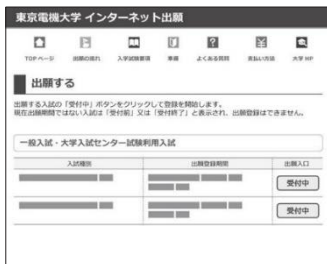 東京電機大学 インターネット出願
TOPページ 出願の流れ 入学試験要項 準備 よくある質問 支払い方法 大学HP
出願する
出願する入試の「受付中」ボタンをクリックして登録を開始します。
現在出願期間ではない入試は「受付前」又は「受付終了」と表示され、出願登録はできません。
一般入試・大学入試センター試験利用入試
入試種別 出願登録期間 出願入口
受付中
受付中